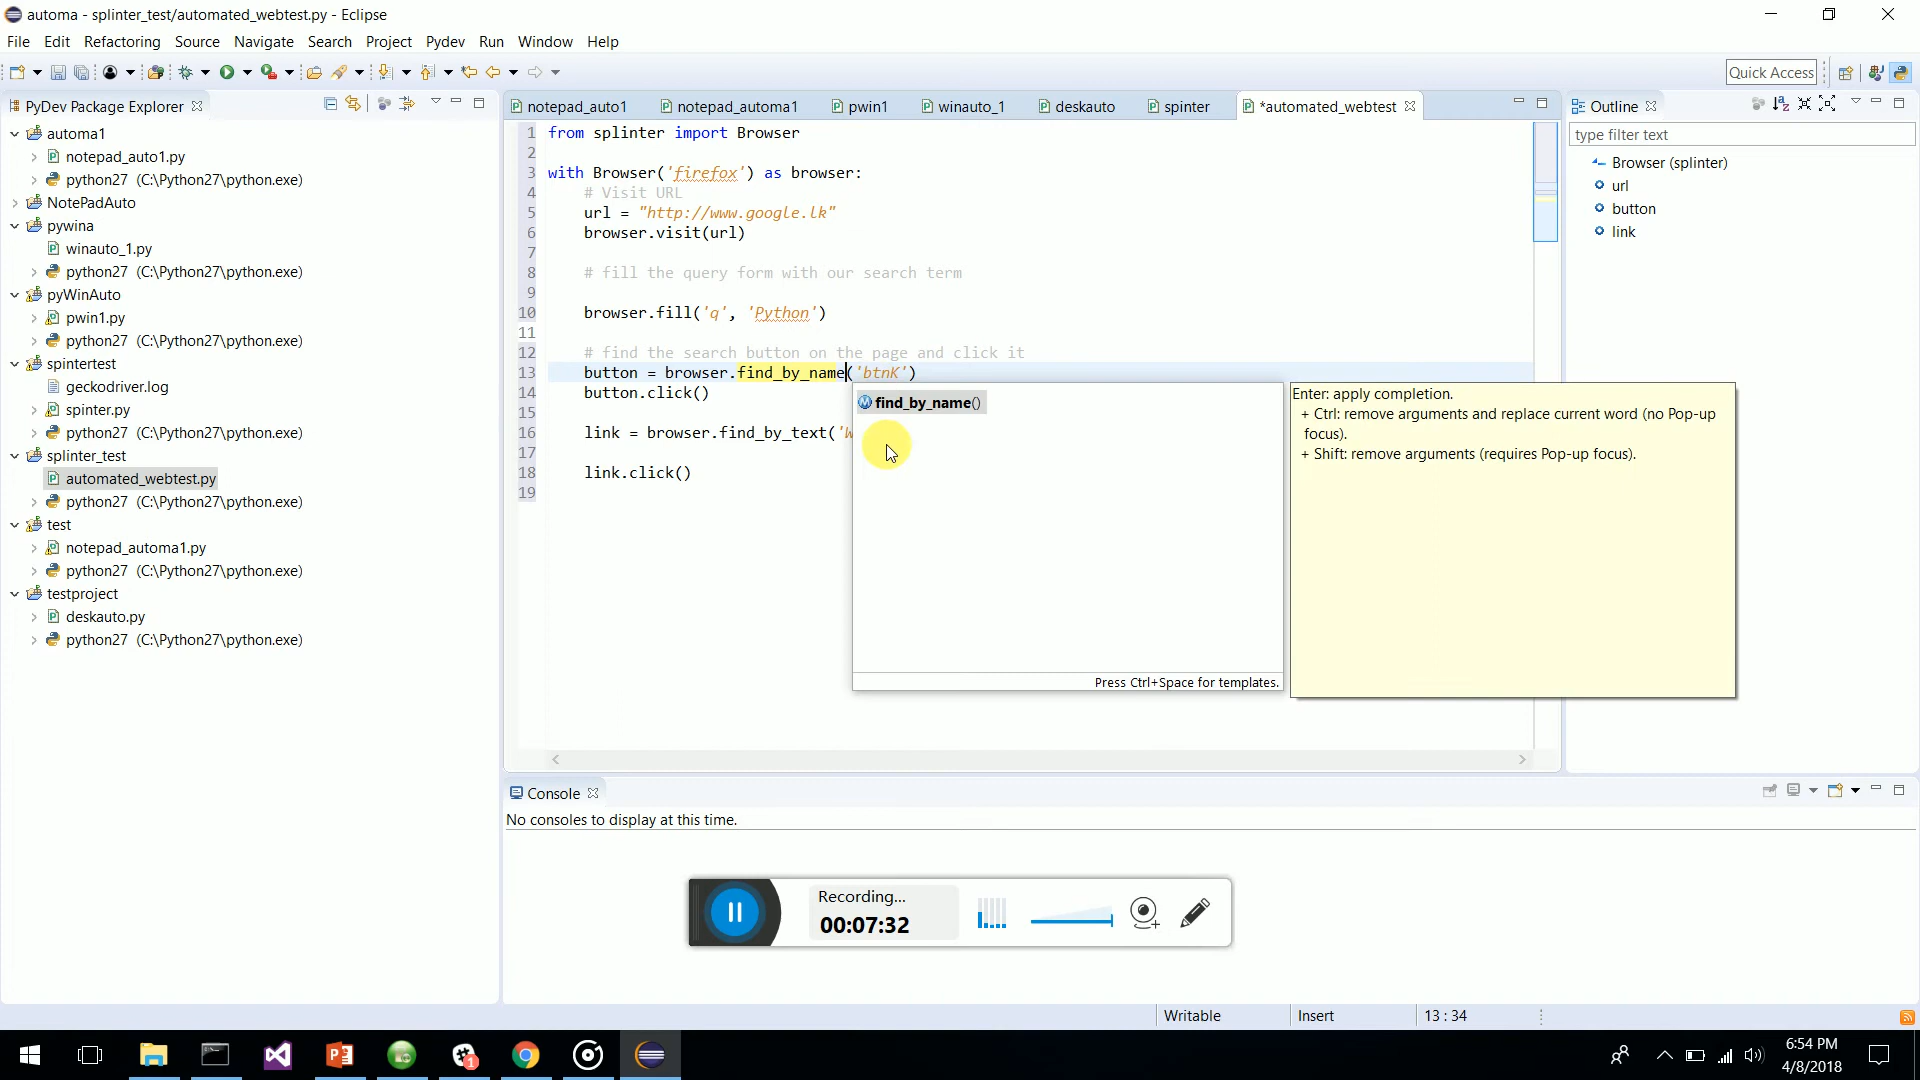 automa - splinter_test/automated_webtest.py - Eclipse
File Edit Refactoring Source Navigate Search Project Pydev Run Window Help
Quick Access
PyDev Package Explorer
automa1
notepad_auto1.py
python27 (C:\Python27\python.exe)
NotePadAuto
pywina
winauto_1.py
python27 (C:\Python27\python.exe)
pyWinAuto
pwin1.py
python27 (C:\Python27\python.exe)
spintertest
geckodriver.log
spinter.py
python27 (C:\Python27\python.exe)
splinter_test
automated_webtest.py
python27 (C:\Python27\python.exe)
test
notepad_automa1.py
python27 (C:\Python27\python.exe)
testproject
deskauto.py
python27 (C:\Python27\python.exe)
notepad_auto1 notepad_automa1 pwin1 winauto_1 deskauto spinter *automated_webtest
1 from splinter import Browser
2
3 with Browser('firefox') as browser:
4 # Visit URL
5 url = "http://www.google.lk"
6 browser.visit(url)
7
8 # fill the query form with our search term
9
10 browser.fill('q', 'Python')
11
12 # find the search button on the page and click it
13 button = browser.find_by_name('btnK')
14 button.click()
15
16 link = browser.find_by_text('W
17
18 link.click()
19
find_by_name()
Press Ctrl+Space for templates.
Enter: apply completion.
+ Ctrl: remove arguments and replace current word (no Pop-up
focus).
+ Shift: remove arguments (requires Pop-up focus).
Outline
type filter text
Browser (splinter)
url
button
link
Console
No consoles to display at this time.
Recording...
00:07:32
Writable Insert 13 : 34
1
6:54 PM
4/8/2018